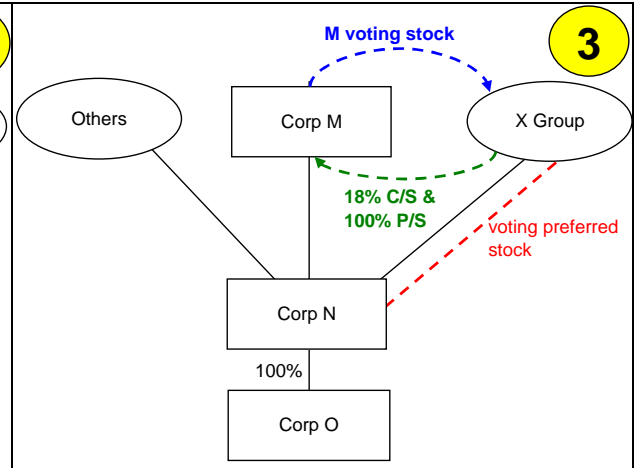 M voting stock
3
Others
Corp M
X Group
18% C/S &
100% P/S
voting preferred
stock
Corp N
100%
Corp O